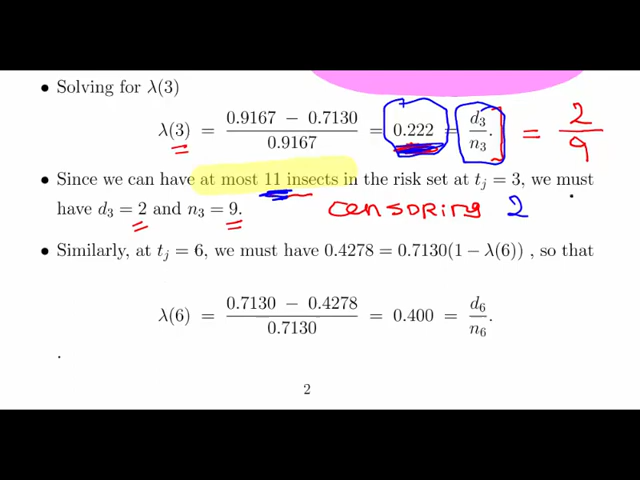 • Solving for λ(3)
λ(3) = (0.9167 − 0.7130) / 0.9167 = 0.222 = d₃ / n₃. = 2 / 9
• Since we can have at most 11 insects in the risk set at tⱼ = 3, we must
have d₃ = 2 and n₃ = 9. censoring 2
• Similarly, at tⱼ = 6, we must have 0.4278 = 0.7130(1 − λ(6)) , so that
λ(6) = (0.7130 − 0.4278) / 0.7130 = 0.400 = d₆ / n₆.
.
2